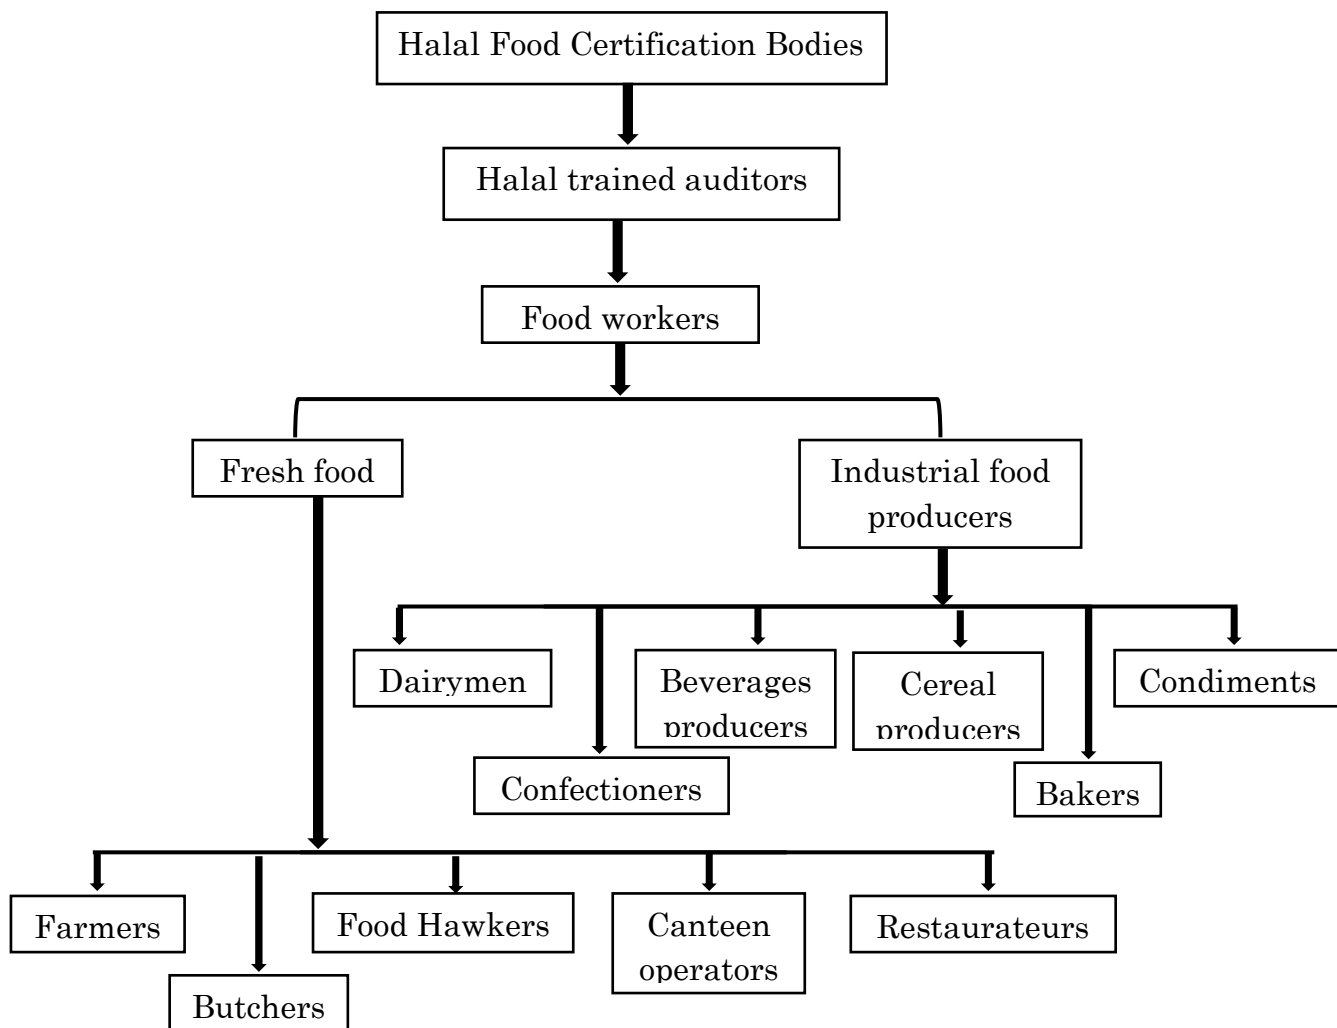 Halal Food Certification Bodies
Halal trained auditors
Food workers
Fresh food
Industrial food
producers
Dairymen
Beverages
producers
Cereal
producers
Condiments
Confectioners
Bakers
Farmers
Food Hawkers
Canteen
operators
Restaurateurs
Butchers